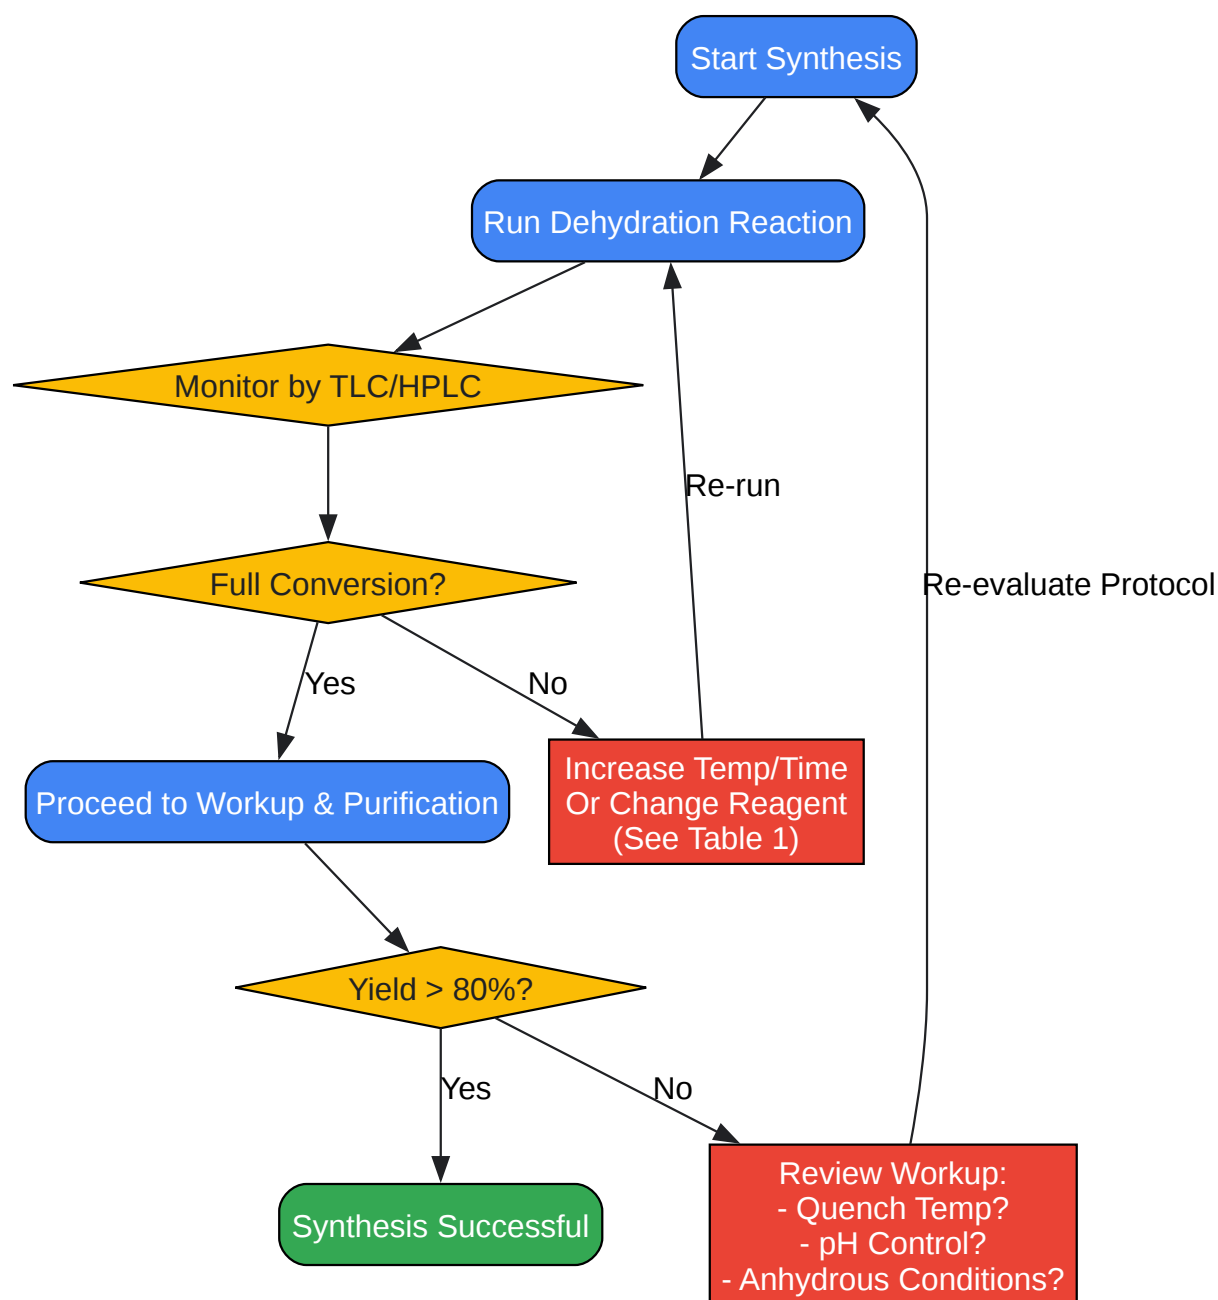 Start Synthesis
Run Dehydration Reaction
Monitor by TLC/HPLC
Re-run
Full Conversion?
Re-evaluate Protocol
Yes
No
Increase Temp/Time
Or Change Reagent
(See Table 1)
Proceed to Workup & Purification
Yield > 80%?
Yes
No
Review Workup:
- Quench Temp?
- pH Control?
- Anhydrous Conditions?
Synthesis Successful